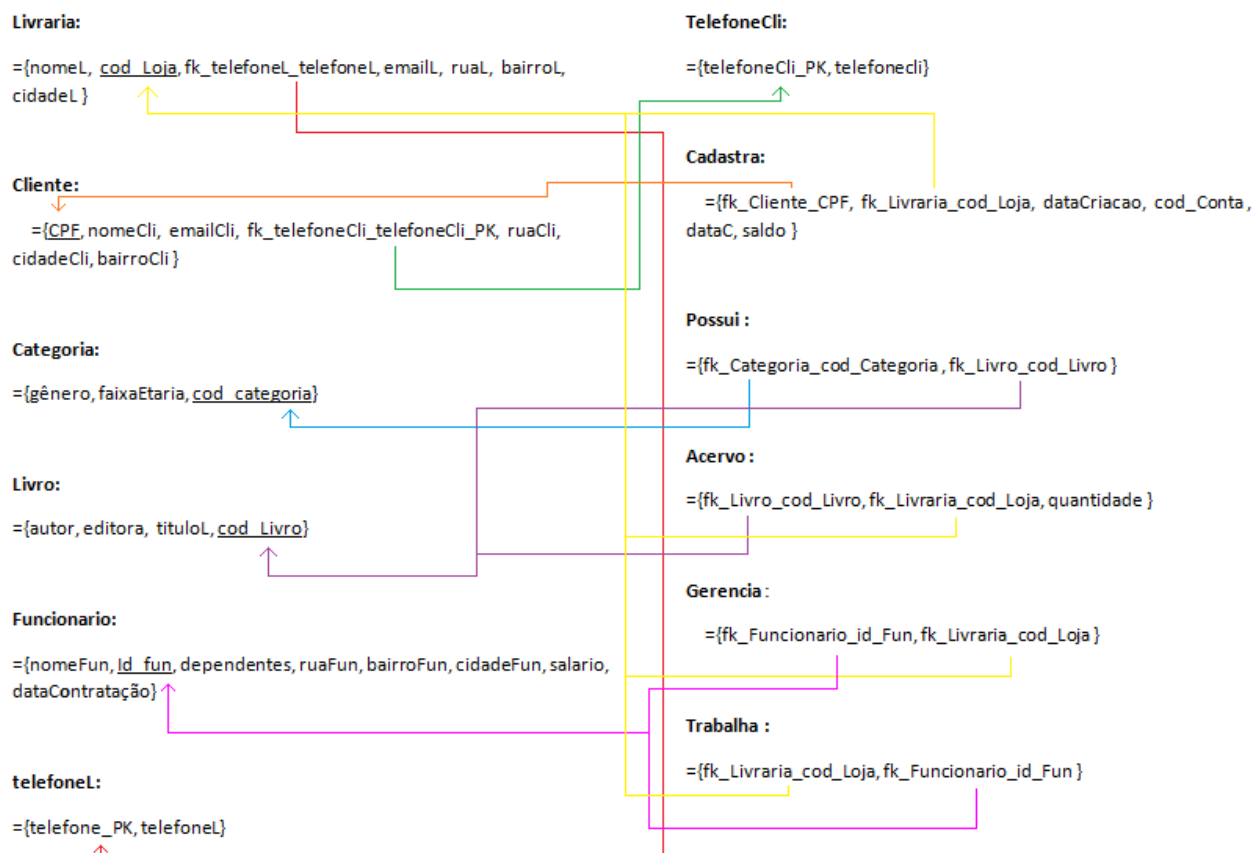 Livraria:
={nomeL, cod_Loja, fk_telefoneL_telefoneL, emailL, ruaL, bairroL,
cidadeL }
Cliente:
={CPF, nomeCli, emailCli, fk_telefoneCli_telefoneCli_PK, ruaCli,
cidadeCli, bairroCli }
Categoria:
={gênero, faixaEtaria, cod_categoria}
Livro:
={autor, editora, tituloL, cod_Livro}
Funcionario:
={nomeFun, Id_fun, dependentes, ruaFun, bairroFun, cidadeFun, salario,
dataContratação}
telefoneL:
={telefone_PK, telefoneL}
TelefoneCli:
={telefoneCli_PK, telefonecli}
Cadastra:
={fk_Cliente_CPF, fk_Livraria_cod_Loja, dataCriacao, cod_Conta ,
dataC, saldo }
Possui :
={fk_Categoria_cod_Categoria , fk_Livro_cod_Livro }
Acervo :
={fk_Livro_cod_Livro, fk_Livraria_cod_Loja, quantidade }
Gerencia :
={fk_Funcionario_id_Fun, fk_Livraria_cod_Loja }
Trabalha :
={fk_Livraria_cod_Loja, fk_Funcionario_id_Fun }